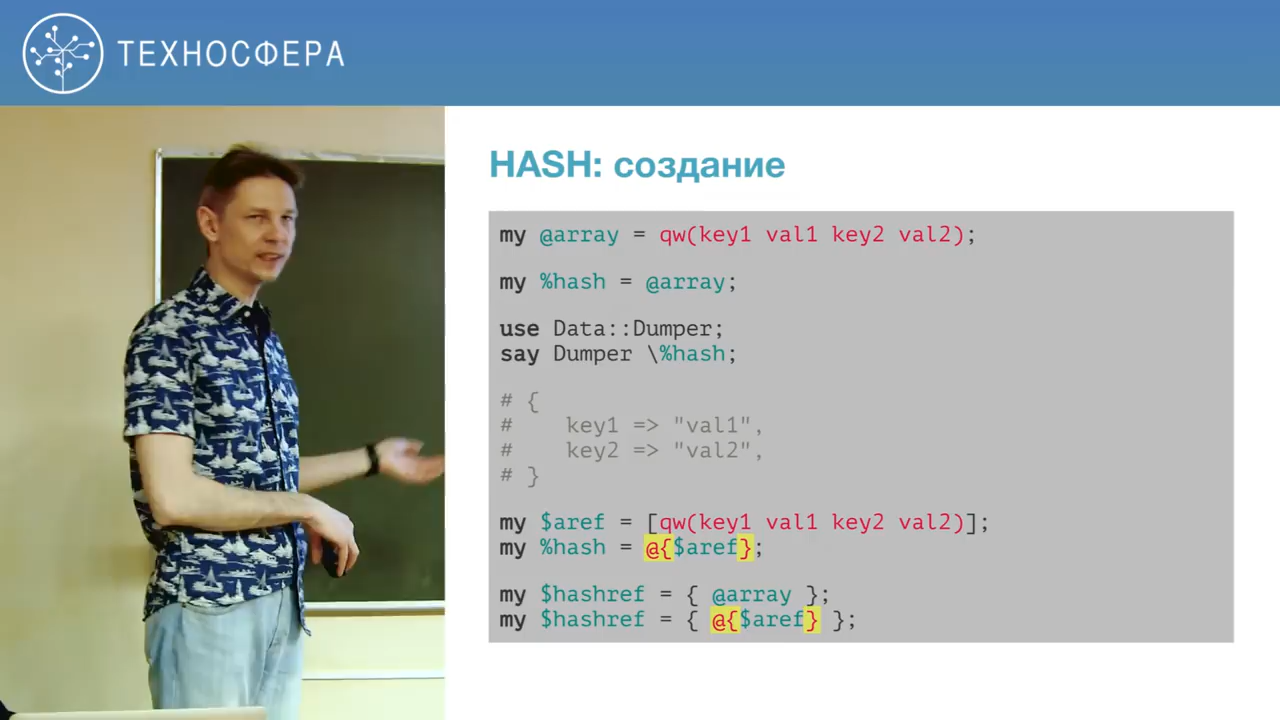 ТЕХНОСФЕРА
HASH: создание
my @array = qw(key1 val1 key2 val2);
my %hash = @array;
use Data::Dumper;
say Dumper \%hash;
# {
#    key1 => "val1",
#    key2 => "val2",
# }
my $aref = [qw(key1 val1 key2 val2)];
my %hash = @{$aref};
my $hashref = { @array };
my $hashref = { @{$aref} };